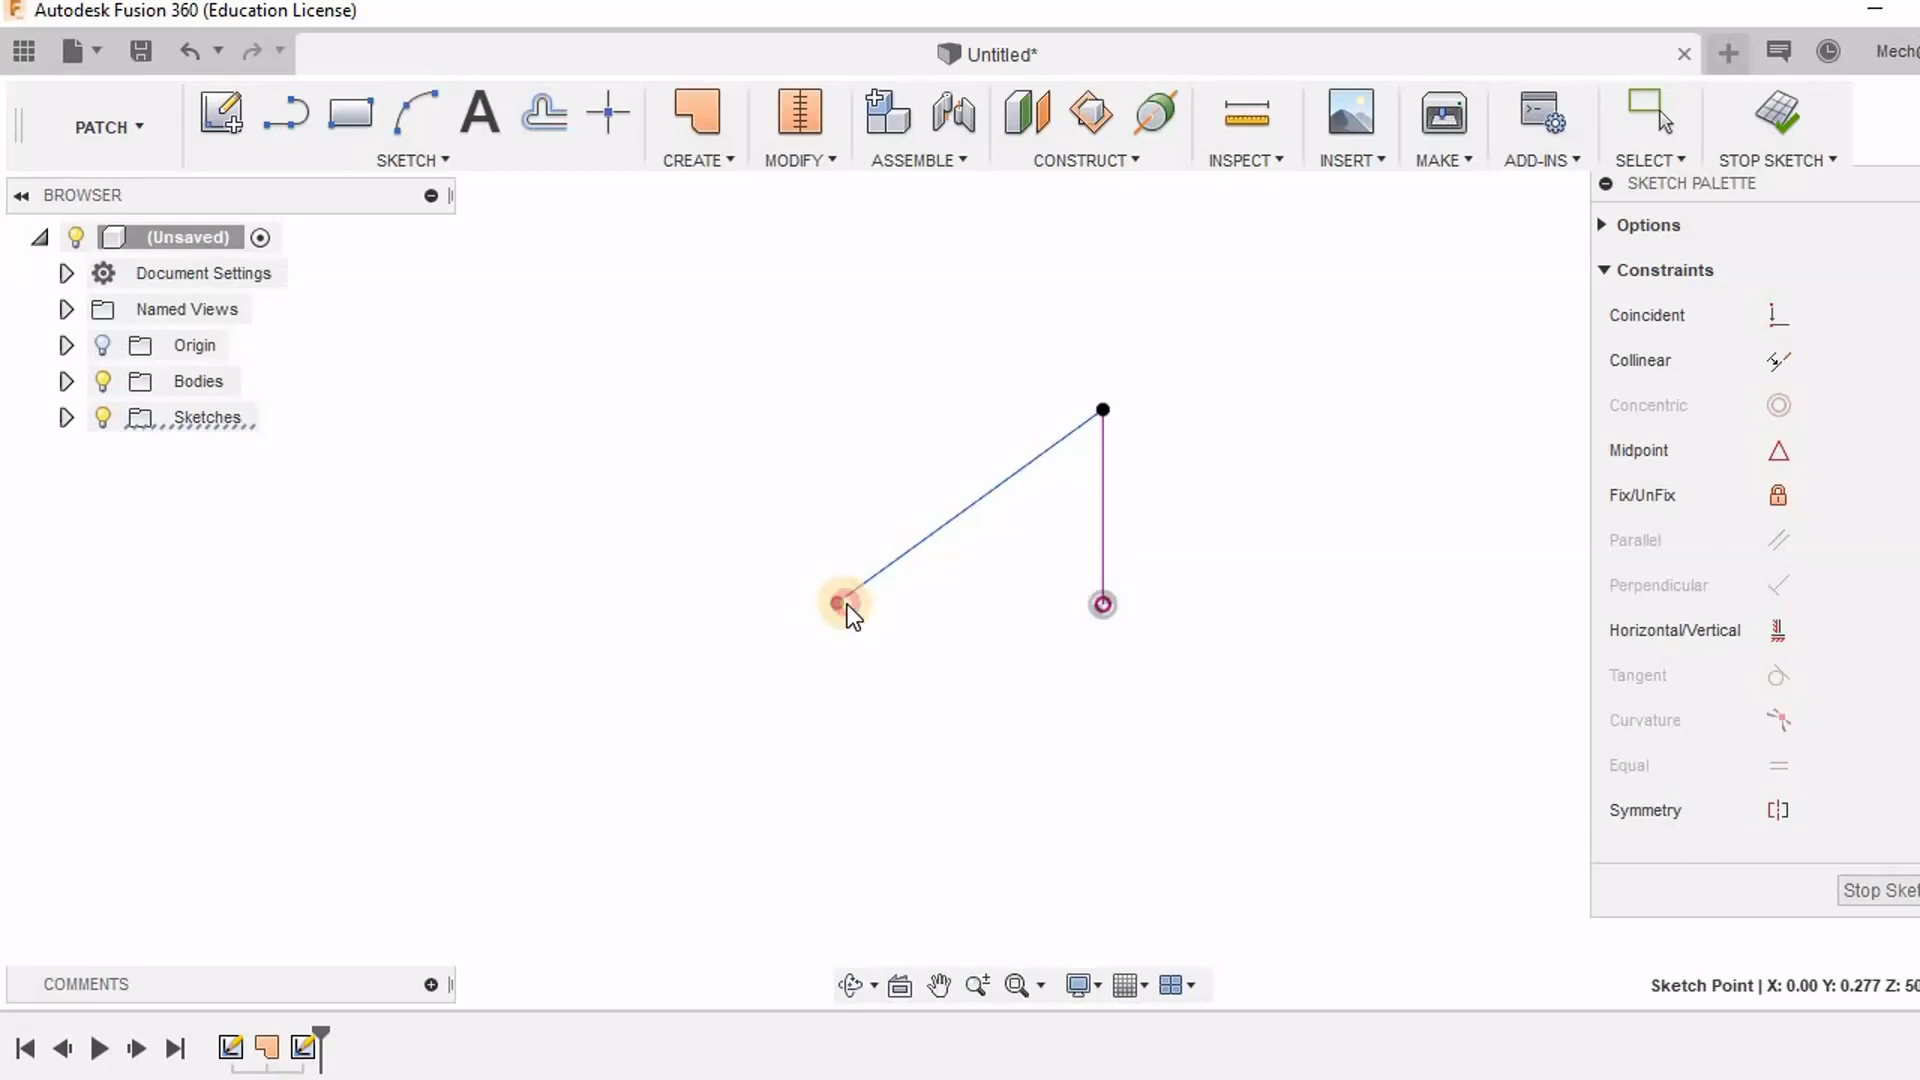 Autodesk Fusion 360 (Education License)
Untitled*
Mech
PATCH
SKETCH
CREATE
MODIFY
ASSEMBLE
CONSTRUCT
INSPECT
INSERT
MAKE
ADD-INS
SELECT
STOP SKETCH
BROWSER
SKETCH PALETTE
(Unsaved)
Document Settings
Named Views
Origin
Bodies
Sketches
Options
Constraints
Coincident
Collinear
Concentric
Midpoint
Fix/UnFix
Parallel
Perpendicular
Horizontal/Vertical
Tangent
Curvature
Equal
Symmetry
Stop Sket
COMMENTS
Sketch Point | X: 0.00 Y: 0.277 Z: 50